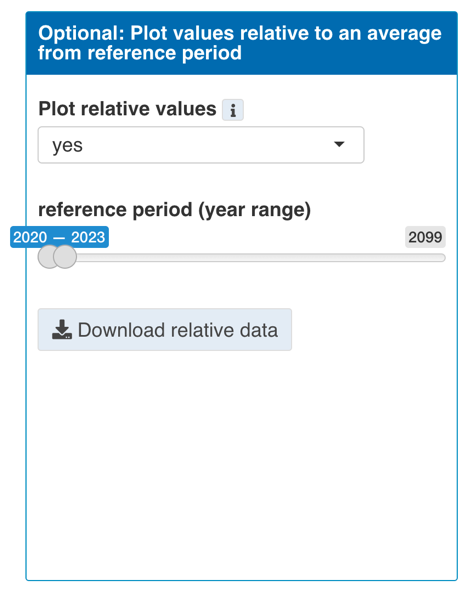 Optional: Plot values relative to an average
from reference period
Plot relative values i
yes
reference period (year range)
2020 — 2023 2099
Download relative data